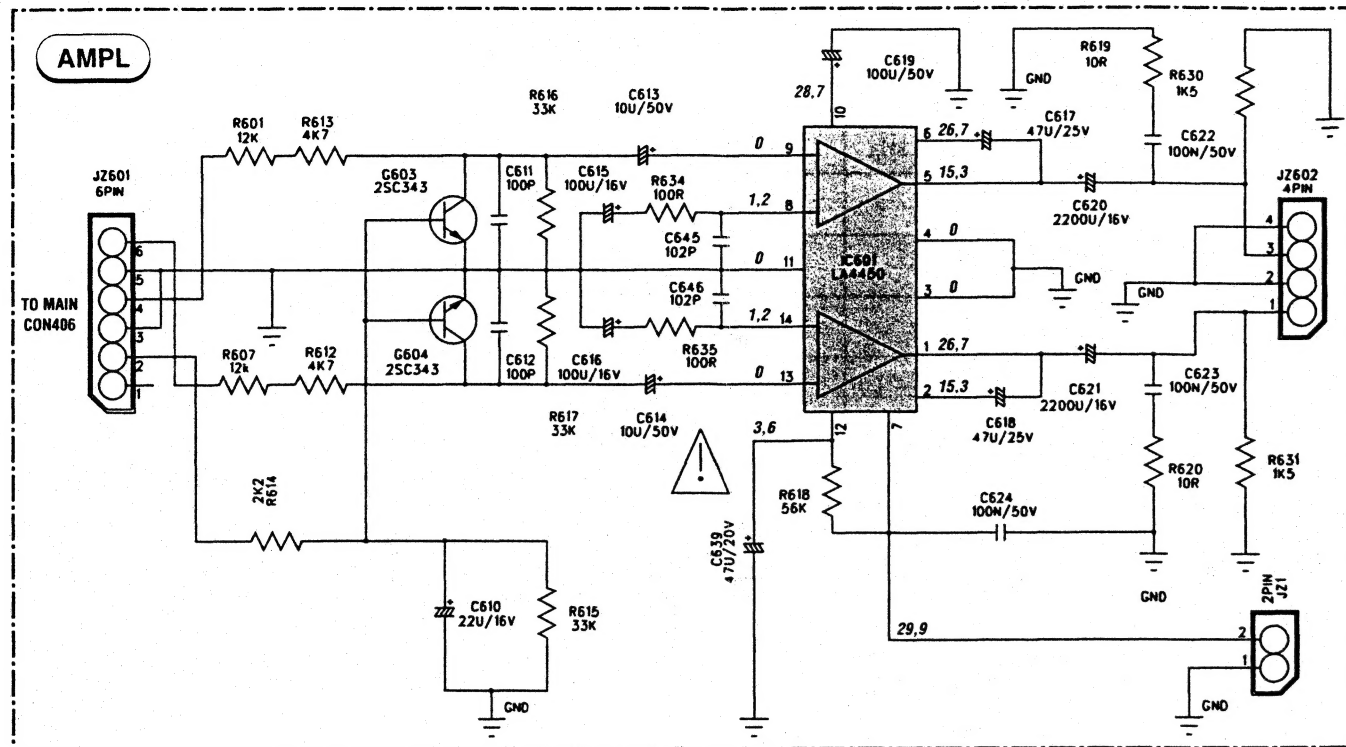 AMPL
JZ601
6PIN
6
5
4
3
2
1
TO MAIN
CON406
R601
12K
R613
4K7
R607
12k
R612
4K7
G603
2SC343
G604
2SC343
C611
100P
C612
100P
R616
33K
R617
33K
C613
10U/50V
C615
100U/16V
R634
100R
C645
102P
C646
102P
R635
100R
C616
100U/16V
C614
10U/50V
2K2
R614
C610
22U/16V
R615
33K
GND
0
9
1,2
8
0
11
1,2
14
0
13
28,7
10
IC601
LA4450
6
26,7
5
15,3
4
0
3
0
1
26,7
2
15,3
12
7
3,6
C619
100U/50V
GND
R619
10R
R630
1K5
C617
47U/25V
C622
100N/50V
C620
2200U/16V
GND
GND
JZ602
4PIN
4
3
2
1
C621
2200U/16V
C618
47U/25V
C623
100N/50V
R620
10R
R631
1K5
R618
56K
C624
100N/50V
C639
47U/20V
GND
29,9
2PIN
JZ1
2
1
GND